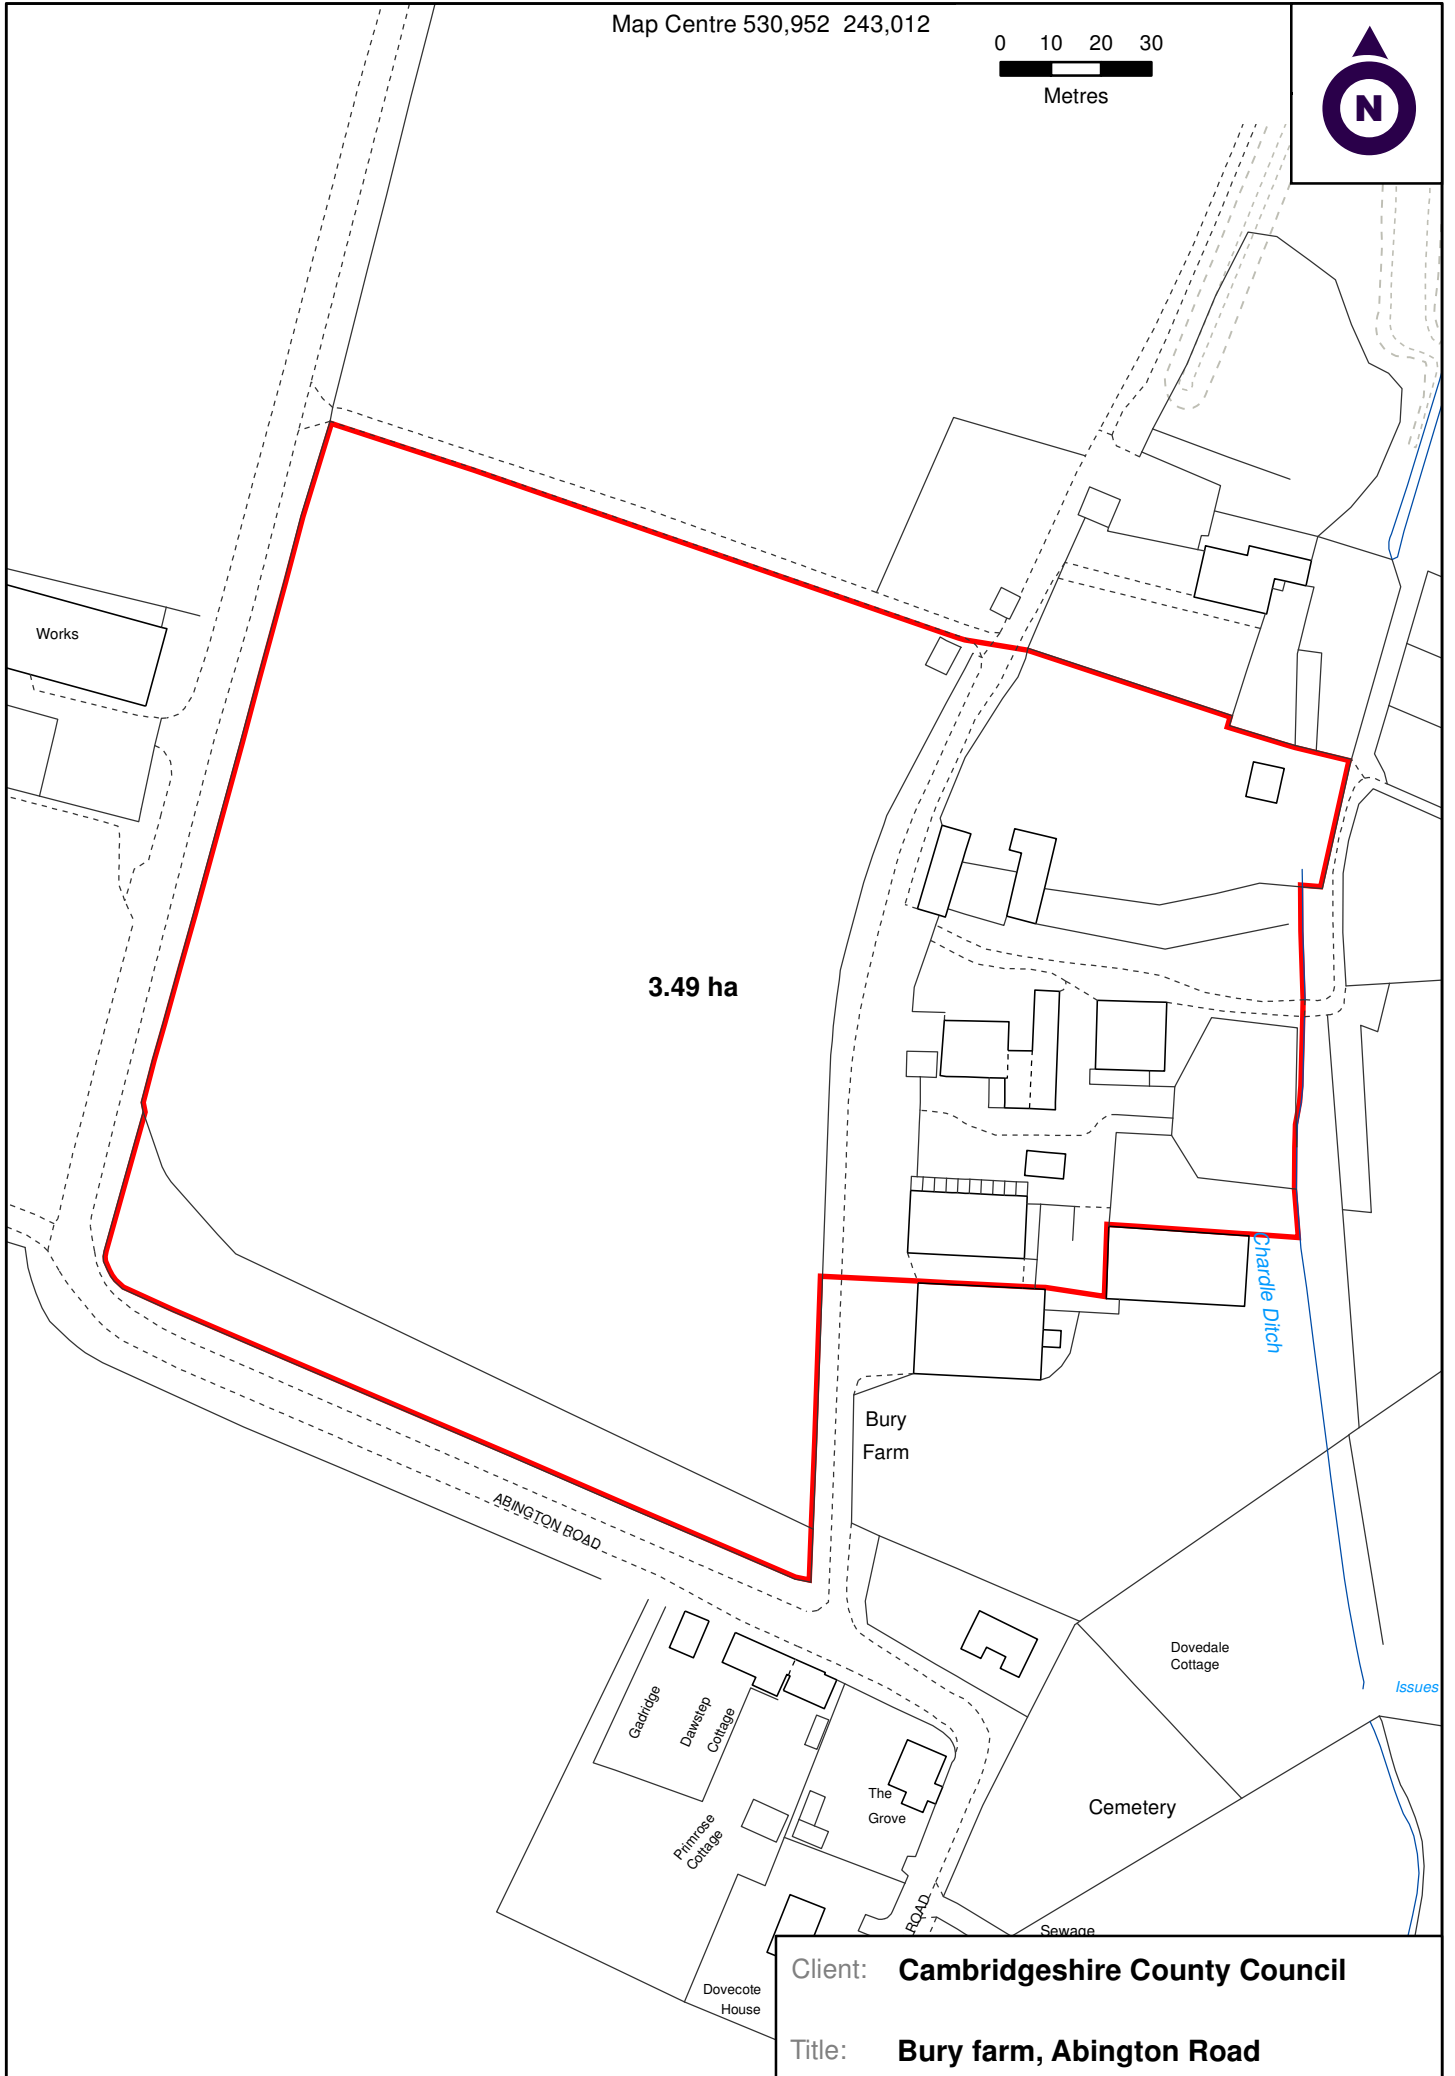 Map Centre 530,952 243,012
0 10 20 30
Metres
N
Works
3.49 ha
Chardle Ditch
Bury
Farm
ABINGTON ROAD
Dovedale
Cottage
Issues
Gadridge
Dawstep
Cottage
Primrose
Cottage
The
Grove
Cemetery
ROAD
Sewage
Dovecote
House
Client: Cambridgeshire County Council
Title: Bury farm, Abington Road